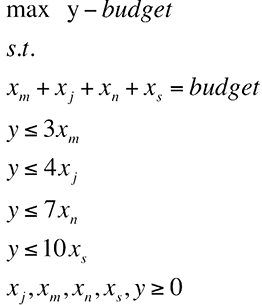 max y − budget
s.t.
x_m + x_j + x_n + x_s = budget
y ≤ 3x_m
y ≤ 4x_j
y ≤ 7x_n
y ≤ 10x_s
x_j, x_m, x_n, x_s, y ≥ 0